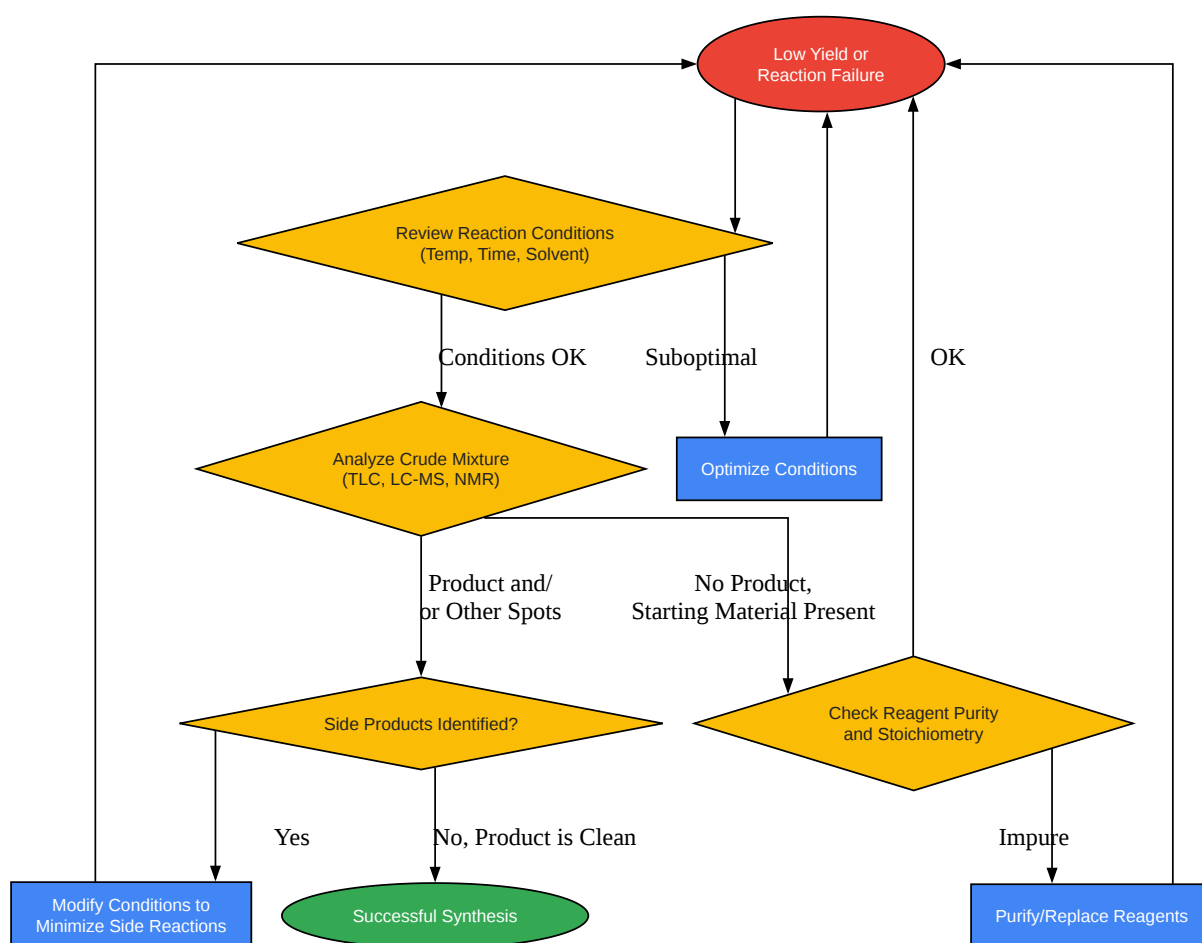 Low Yield or
Reaction Failure
Review Reaction Conditions
(Temp, Time, Solvent)
Conditions OK
Suboptimal
OK
Analyze Crude Mixture
(TLC, LC-MS, NMR)
Optimize Conditions
Product and/
or Other Spots
No Product,
Starting Material Present
Side Products Identified?
Check Reagent Purity
and Stoichiometry
Yes
No, Product is Clean
Impure
Modify Conditions to
Minimize Side Reactions
Successful Synthesis
Purify/Replace Reagents